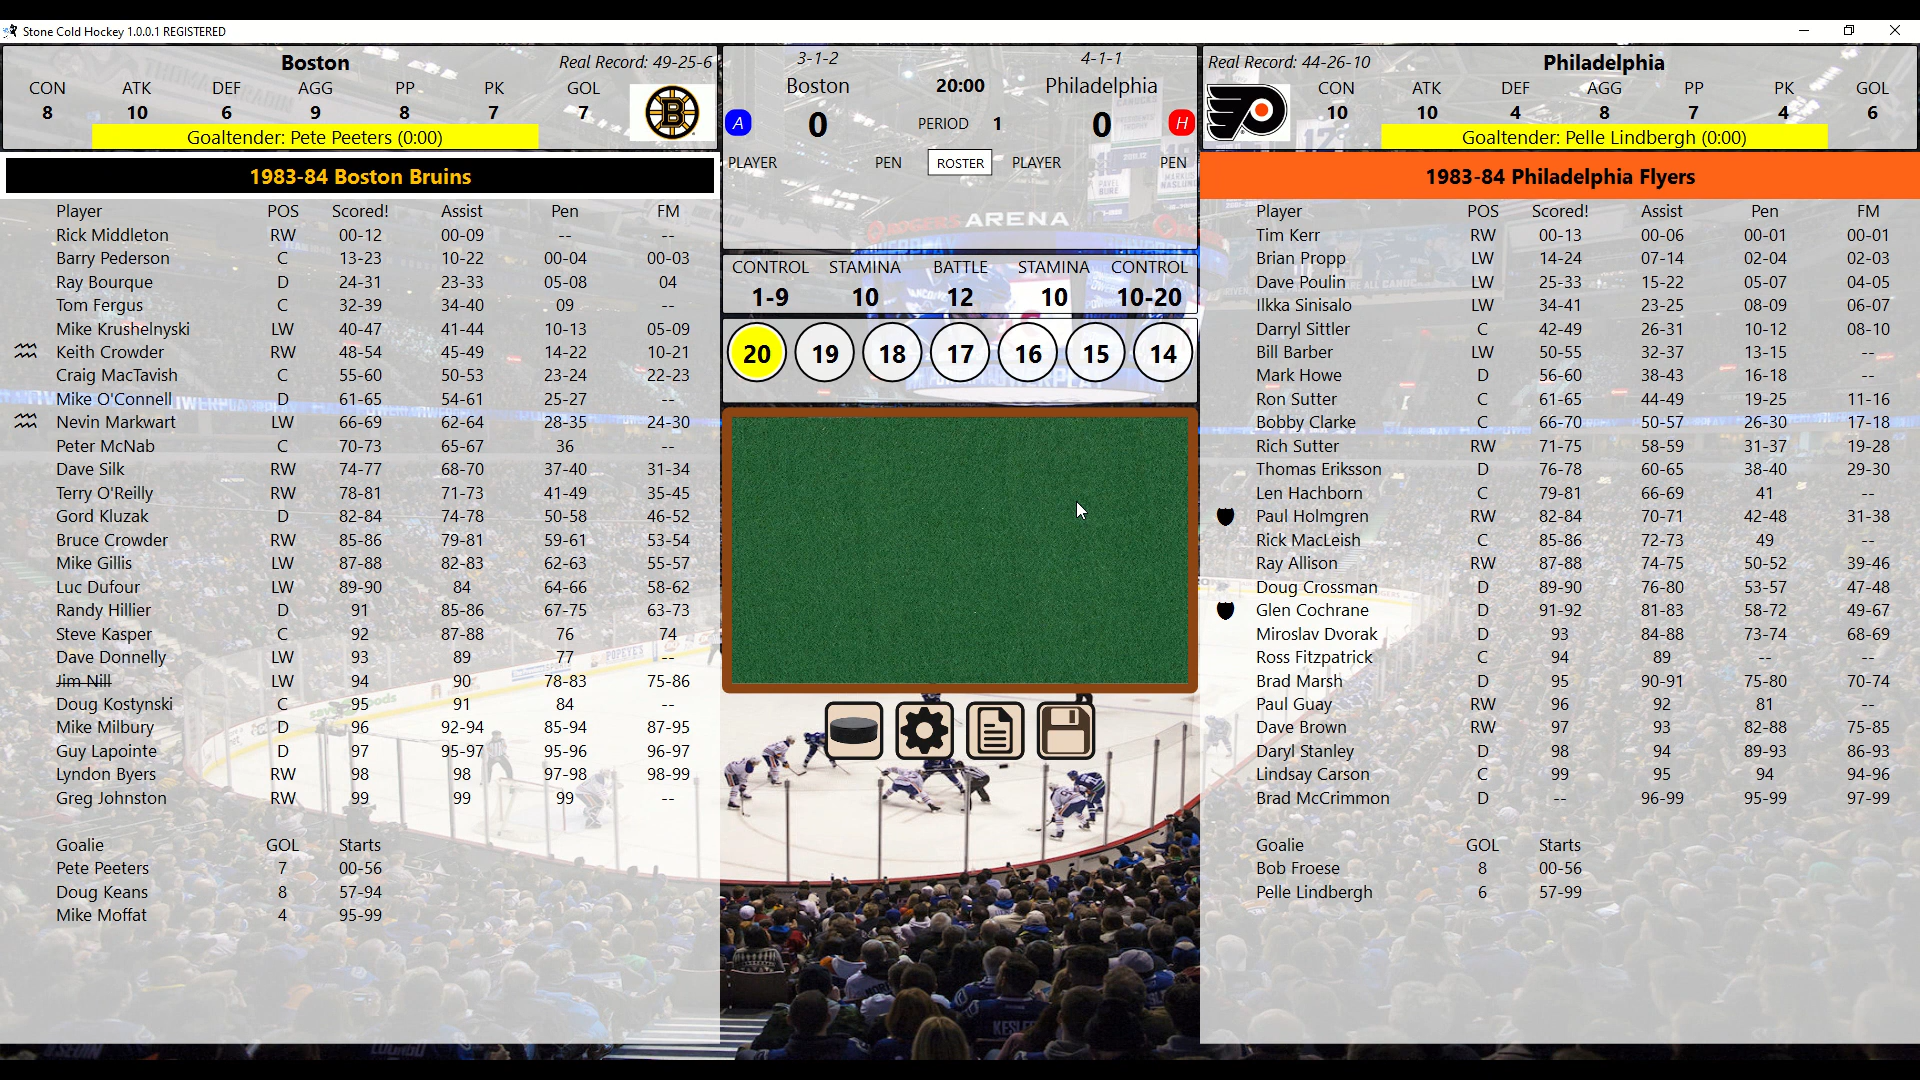 Stone Cold Hockey 1.0.0.1 REGISTERED
Boston
Real Record: 49-25-6
CON ATK DEF AGG PP PK GOL
8 10 6 9 8 7 7
Goaltender: Pete Peeters (0:00)
1983-84 Boston Bruins
Player POS Scored! Assist Pen FM
Rick Middleton RW 00-12 00-09 -- --
Barry Pederson C 13-23 10-22 00-04 00-03
Ray Bourque D 24-31 23-33 05-08 04
Tom Fergus C 32-39 34-40 09 --
Mike Krushelnyski LW 40-47 41-44 10-13 05-09
Keith Crowder RW 48-54 45-49 14-22 10-21
Craig MacTavish C 55-60 50-53 23-24 22-23
Mike O'Connell D 61-65 54-61 25-27 --
Nevin Markwart LW 66-69 62-64 28-35 24-30
Peter McNab C 70-73 65-67 36 --
Dave Silk RW 74-77 68-70 37-40 31-34
Terry O'Reilly RW 78-81 71-73 41-49 35-45
Gord Kluzak D 82-84 74-78 50-58 46-52
Bruce Crowder RW 85-86 79-81 59-61 53-54
Mike Gillis LW 87-88 82-83 62-63 55-57
Luc Dufour LW 89-90 84 64-66 58-62
Randy Hillier D 91 85-86 67-75 63-73
Steve Kasper C 92 87-88 76 74
Dave Donnelly LW 93 89 77 --
Jim Nill LW 94 90 78-83 75-86
Doug Kostynski C 95 91 84 --
Mike Milbury D 96 92-94 85-94 87-95
Guy Lapointe D 97 95-97 95-96 96-97
Lyndon Byers RW 98 98 97-98 98-99
Greg Johnston RW 99 99 99 --
Goalie GOL Starts
Pete Peeters 7 00-56
Doug Keans 8 57-94
Mike Moffat 4 95-99
3-1-2 4-1-1
Boston 20:00 Philadelphia
A 0 PERIOD 1 0 H
PLAYER PEN ROSTER PLAYER PEN
ROGERS ARENA
CONTROL STAMINA BATTLE STAMINA CONTROL
1-9 10 12 10 10-20
20 19 18 17 16 15 14
Real Record: 44-26-10
Philadelphia
CON ATK DEF AGG PP PK GOL
10 10 4 8 7 4 6
Goaltender: Pelle Lindbergh (0:00)
1983-84 Philadelphia Flyers
Player POS Scored! Assist Pen FM
Tim Kerr RW 00-13 00-06 00-01 00-01
Brian Propp LW 14-24 07-14 02-04 02-03
Dave Poulin LW 25-33 15-22 05-07 04-05
Ilkka Sinisalo LW 34-41 23-25 08-09 06-07
Darryl Sittler C 42-49 26-31 10-12 08-10
Bill Barber LW 50-55 32-37 13-15 --
Mark Howe D 56-60 38-43 16-18 --
Ron Sutter C 61-65 44-49 19-25 11-16
Bobby Clarke C 66-70 50-57 26-30 17-18
Rich Sutter RW 71-75 58-59 31-37 19-28
Thomas Eriksson D 76-78 60-65 38-40 29-30
Len Hachborn C 79-81 66-69 41 --
Paul Holmgren RW 82-84 70-71 42-48 31-38
Rick MacLeish C 85-86 72-73 49 --
Ray Allison RW 87-88 74-75 50-52 39-46
Doug Crossman D 89-90 76-80 53-57 47-48
Glen Cochrane D 91-92 81-83 58-72 49-67
Miroslav Dvorak D 93 84-88 73-74 68-69
Ross Fitzpatrick C 94 89 -- --
Brad Marsh D 95 90-91 75-80 70-74
Paul Guay RW 96 92 81 --
Dave Brown RW 97 93 82-88 75-85
Daryl Stanley D 98 94 89-93 86-93
Lindsay Carson C 99 95 94 94-96
Brad McCrimmon D -- 96-99 95-99 97-99
Goalie GOL Starts
Bob Froese 8 00-56
Pelle Lindbergh 6 57-99